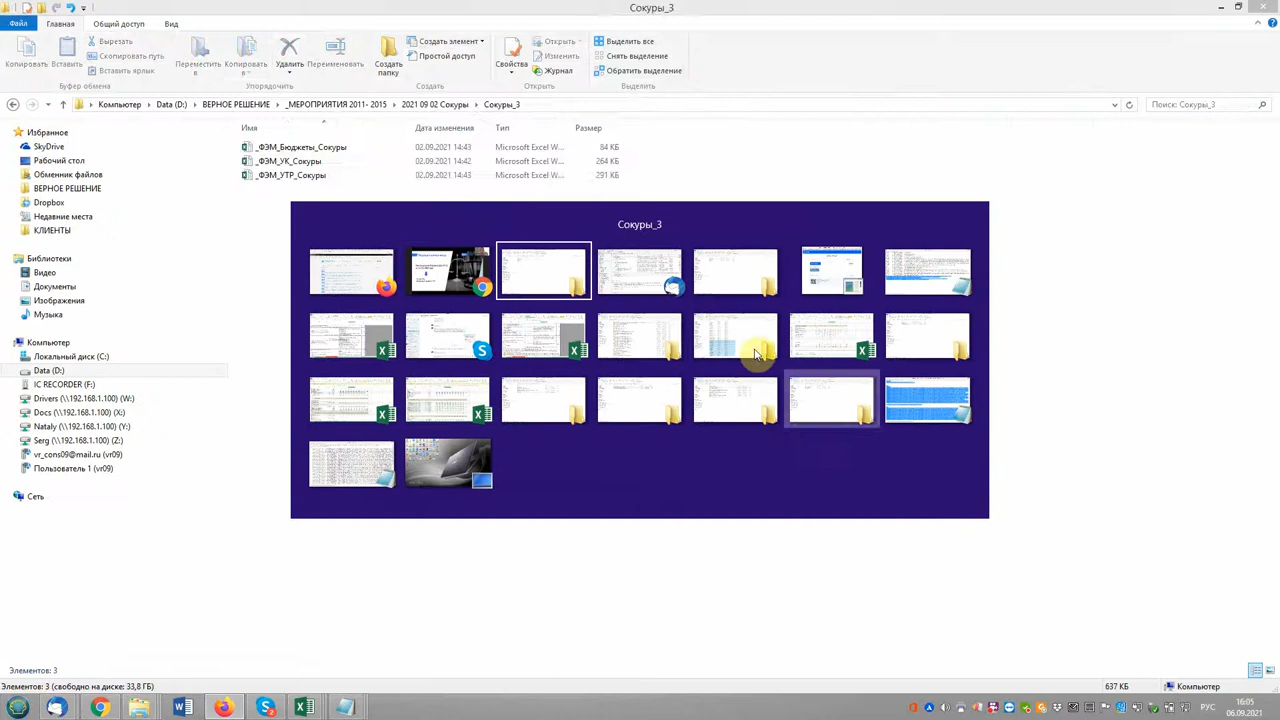 Сокуры_3
Файл
Главная
Общий доступ
Вид
Копировать
Вставить
Вырезать
Скопировать путь
Вставить ярлык
Переместить в
Копировать в
Удалить
Переименовать
Создать папку
Создать элемент
Простой доступ
Свойства
Открыть
Изменить
Журнал
Выделить все
Снять выделение
Обратить выделение
Буфер обмена
Упорядочить
Создать
Открыть
Выделить
Компьютер
Data (D:)
ВЕРНОЕ РЕШЕНИЕ
_МЕРОПРИЯТИЯ 2011- 2015
2021 09 02 Сокуры
Сокуры_3
Поиск: Сокуры_3
Имя
Дата изменения
Тип
Размер
_ФЭМ_Бюджеты_Сокуры 02.09.2021 14:43 Microsoft Excel W... 84 КБ
_ФЭМ_УК_Сокуры 02.09.2021 14:42 Microsoft Excel W... 264 КБ
_ФЭМ_УТР_Сокуры 02.09.2021 14:43 Microsoft Excel W... 291 КБ
Избранное
SkyDrive
Рабочий стол
Обменник файлов
ВЕРНОЕ РЕШЕНИЕ
Dropbox
Недавние места
КЛИЕНТЫ
Библиотеки
Видео
Документы
Изображения
Музыка
Компьютер
Локальный диск (C:)
Data (D:)
IC RECORDER (F:)
Drivers (\\192.168.1.100) (W:)
Docs (\\192.168.1.100) (X:)
Nataly (\\192.168.1.100) (Y:)
Serg (\\192.168.1.100) (Z:)
vr_cons09@mail.ru (vr09)
Пользователь 1 (vr09)
Сеть
Сокуры_3
Элементов: 3
Элементов: 3 (свободно на диске: 33,8 ГБ)
637 КБ
Компьютер
РУС
16:05
06.09.2021